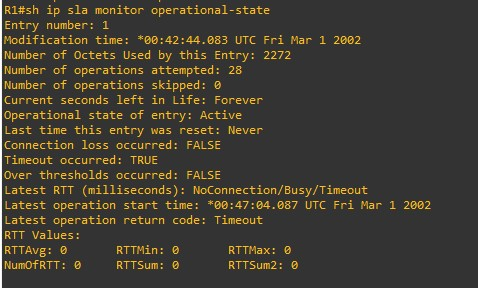 R1#sh ip sla monitor operational-state
Entry number: 1
Modification time: *00:42:44.083 UTC Fri Mar 1 2002
Number of Octets Used by this Entry: 2272
Number of operations attempted: 28
Number of operations skipped: 0
Current seconds left in Life: Forever
Operational state of entry: Active
Last time this entry was reset: Never
Connection loss occurred: FALSE
Timeout occurred: TRUE
Over thresholds occurred: FALSE
Latest RTT (milliseconds): NoConnection/Busy/Timeout
Latest operation start time: *00:47:04.087 UTC Fri Mar 1 2002
Latest operation return code: Timeout
RTT Values:
RTTAvg: 0 RTTMin: 0 RTTMax: 0
NumOfRTT: 0 RTTSum: 0 RTTSum2: 0